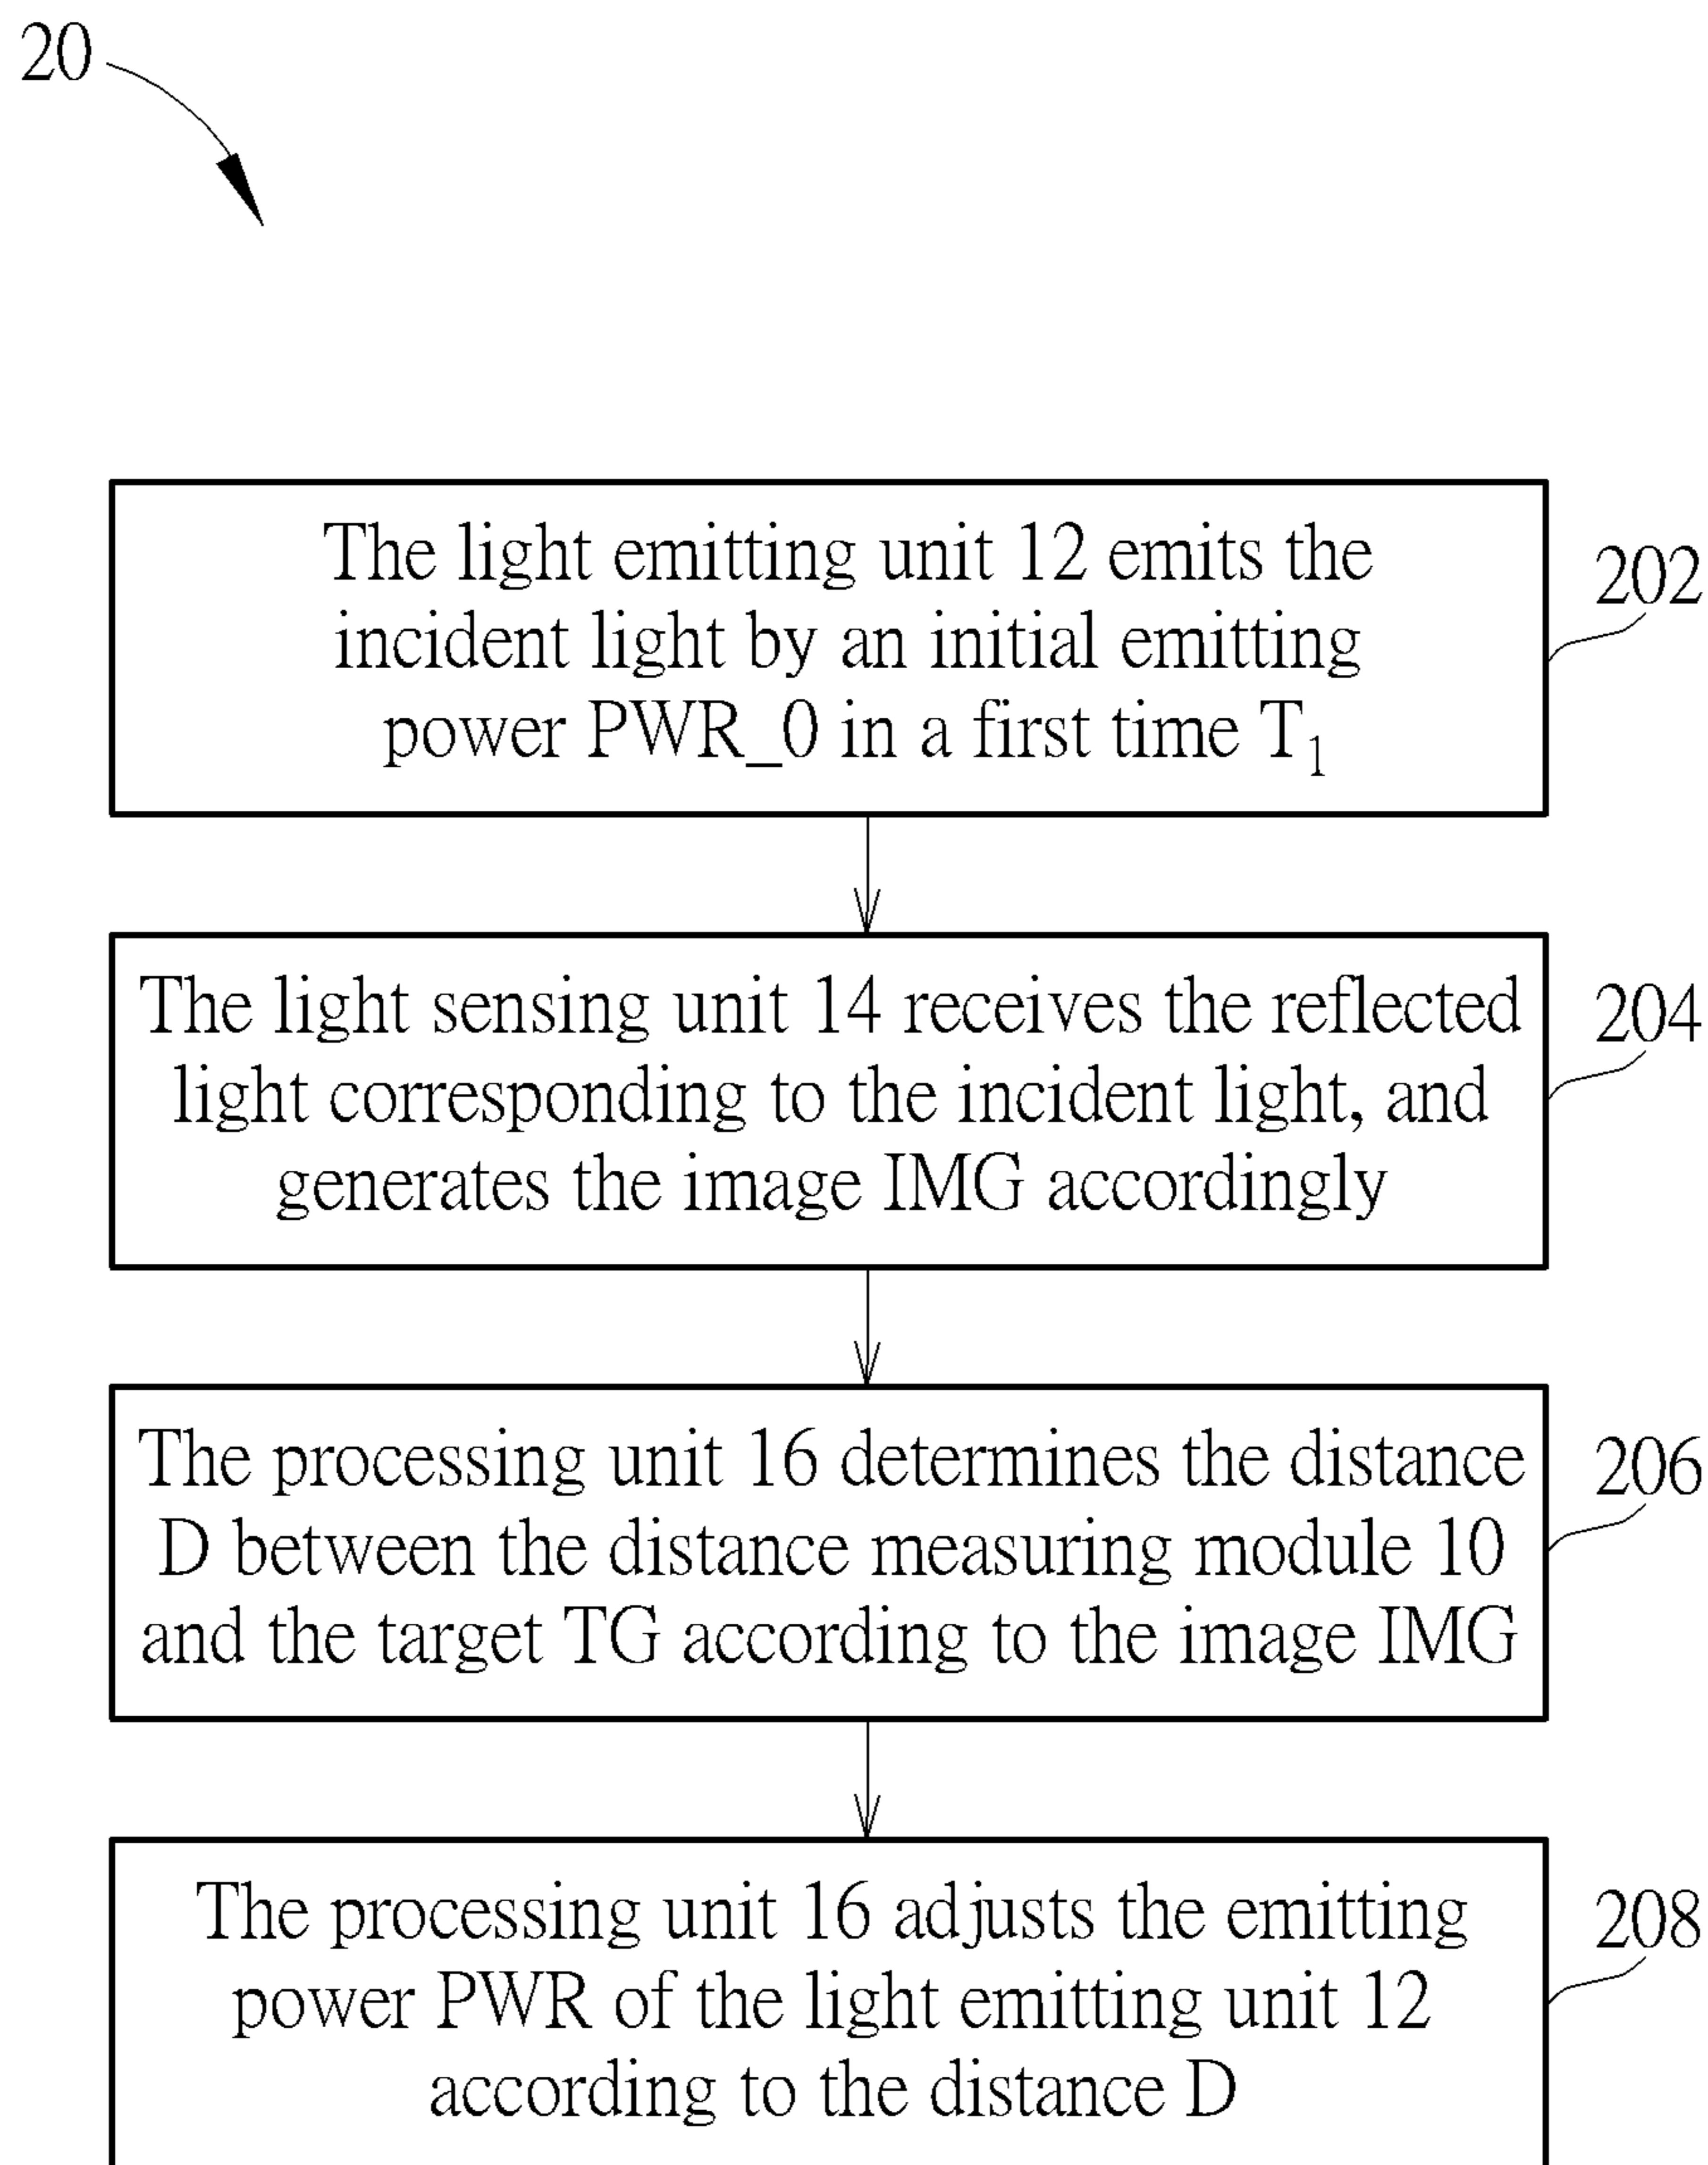 20
The light emitting unit 12 emits the
incident light by an initial emitting
power PWR_0 in a first time T₁
202
The light sensing unit 14 receives the reflected
light corresponding to the incident light, and
generates the image IMG accordingly
204
The processing unit 16 determines the distance
D between the distance measuring module 10
and the target TG according to the image IMG
206
The processing unit 16 adjusts the emitting
power PWR of the light emitting unit 12
according to the distance D
208